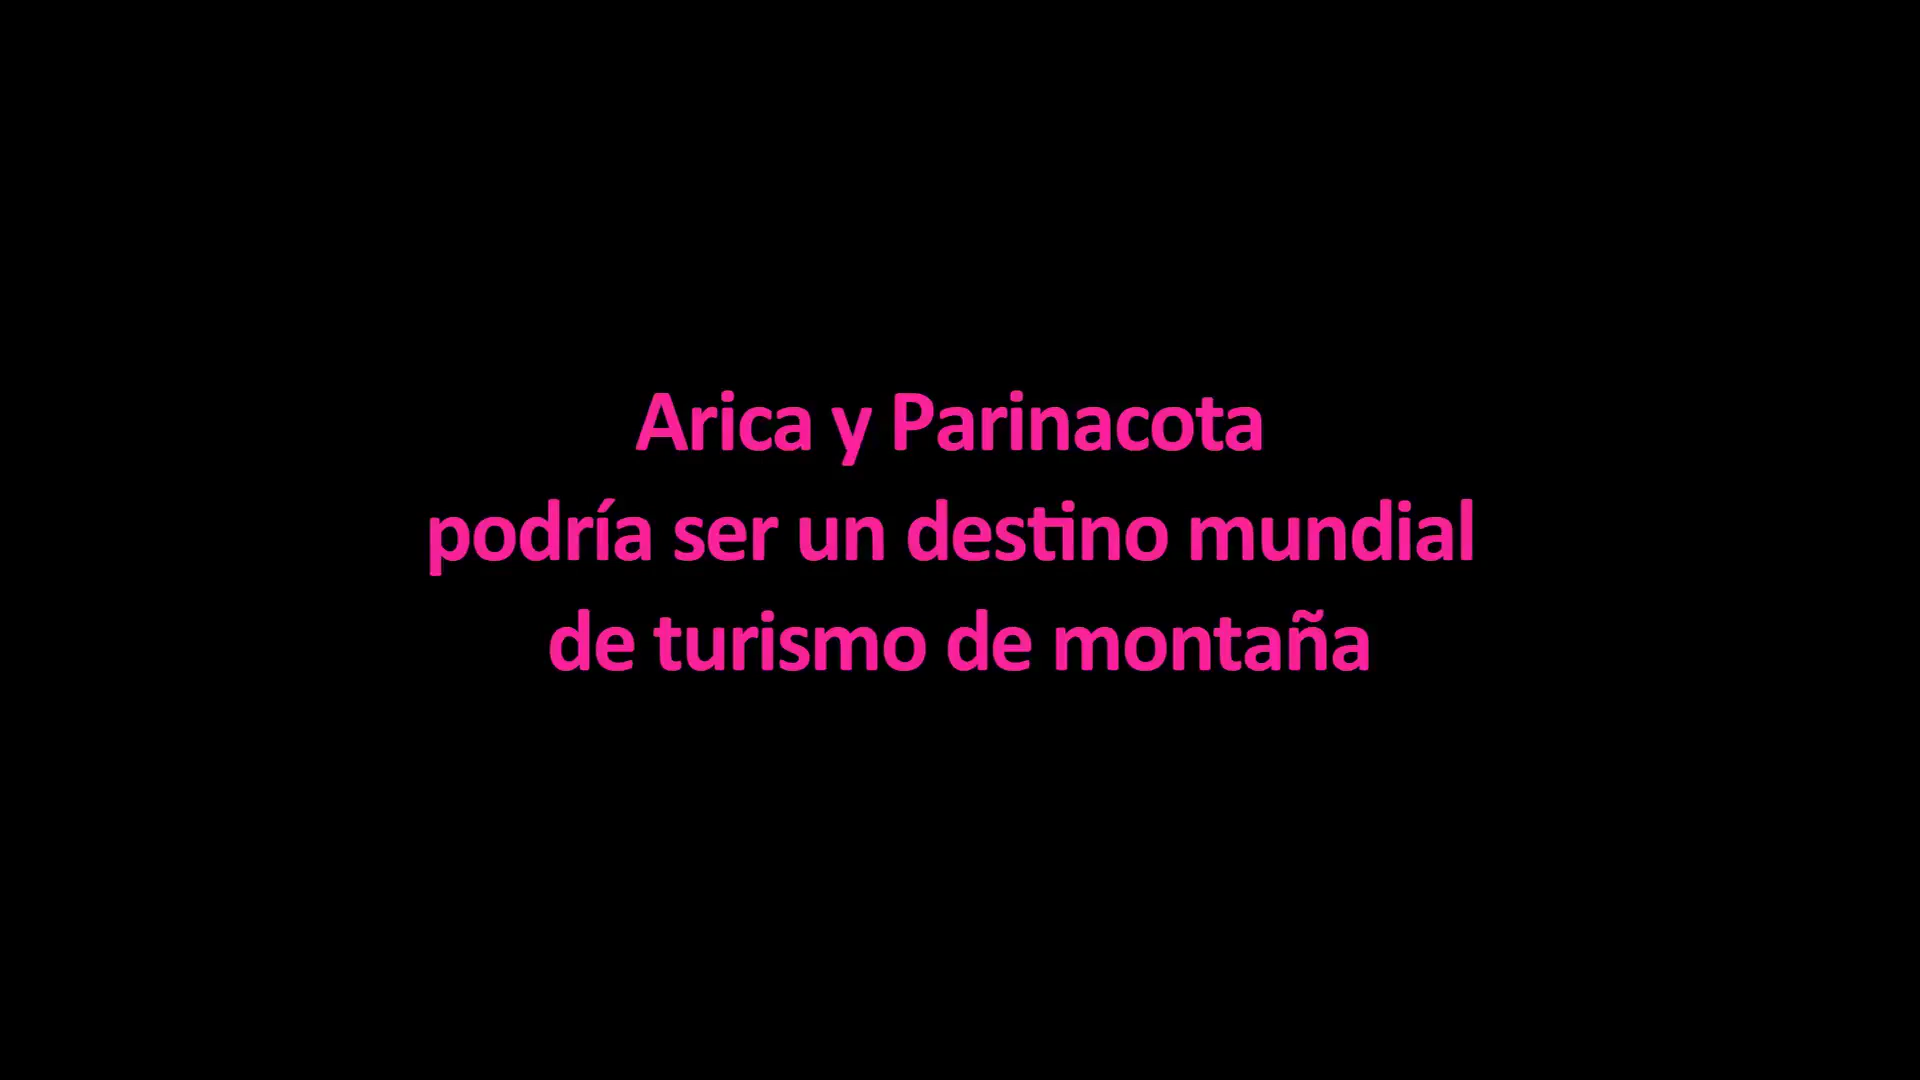 Arica y Parinacota
podría ser un destino mundial
de turismo de montaña